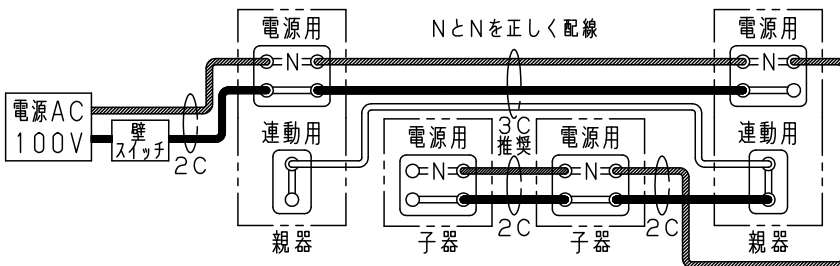 電源用
NとNを正しく配線
電源用
N
N
電源AC
100V
壁
スイッチ
2C
連動用
3C
推奨
連動用
電源用
電源用
N
N
2C
2C
親器
子器
子器
親器